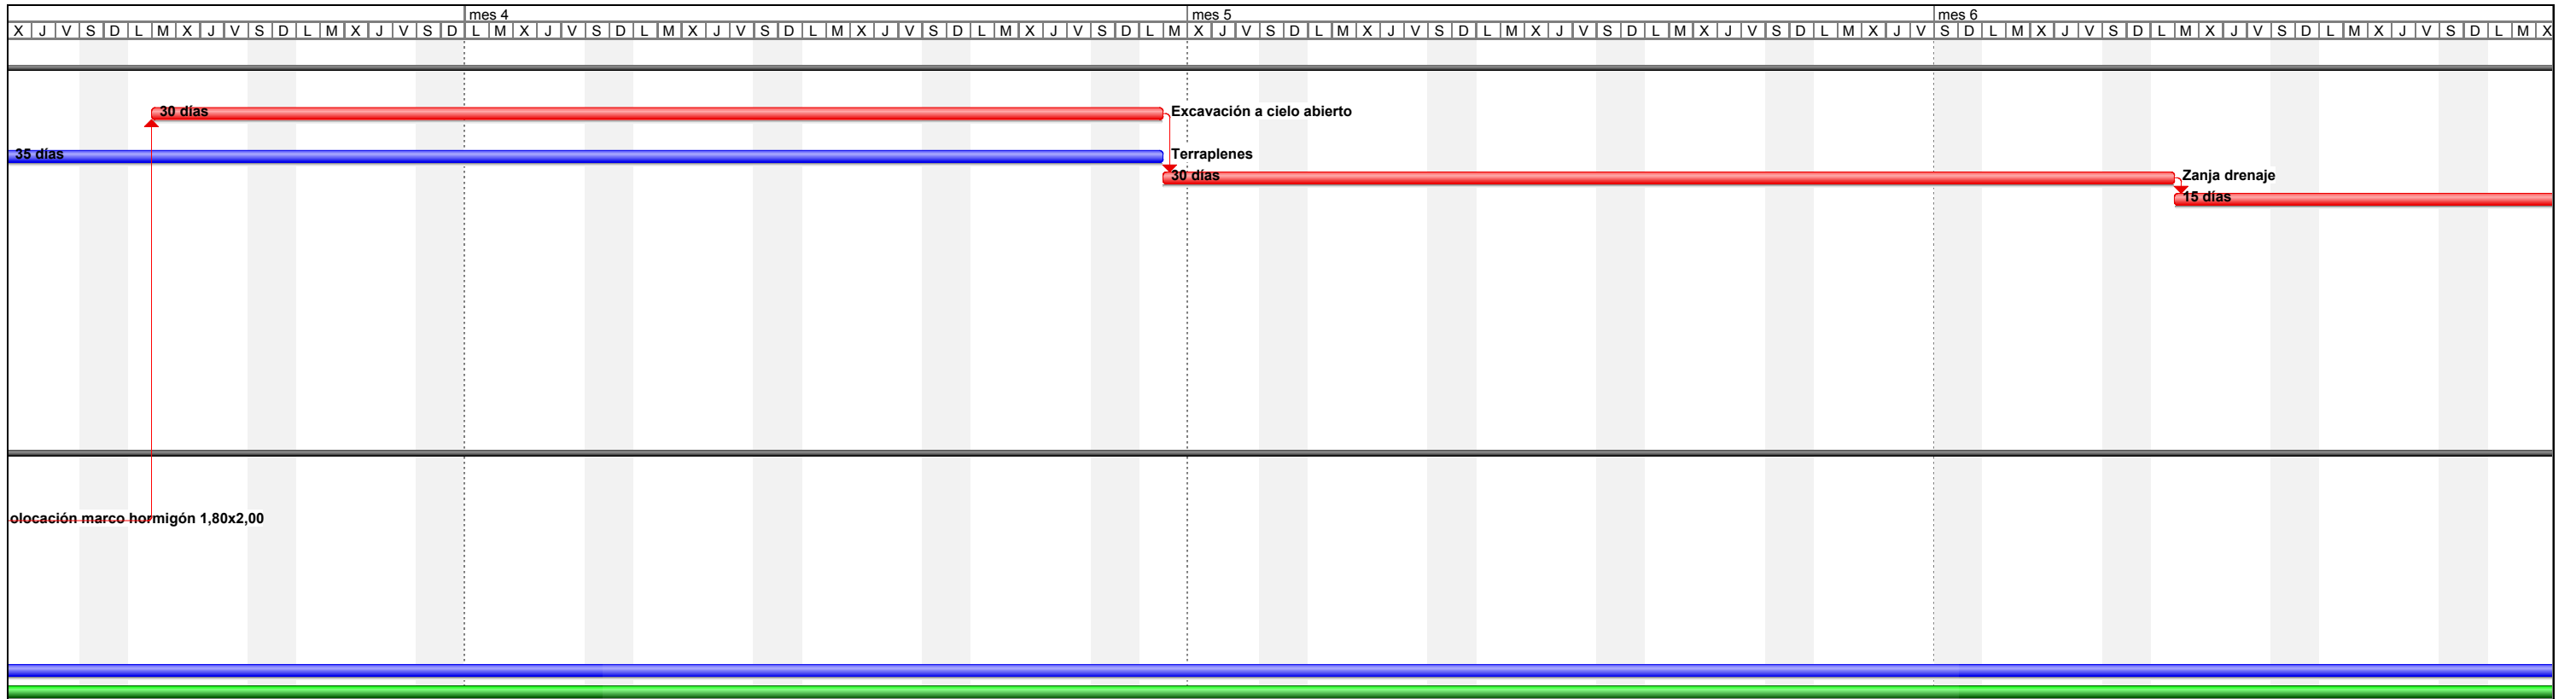 mes 4 mes 5 mes 6
X J V S D L M X J V S D L M X J V S D L M X J V S D L M X J V S D L M X J V S D L M X J V S D L M X J V S D L M X J V S D L M X J V S D L M X J V S D L M X J V S D L M X J V S D L M X J V S D L M X J V S D L M X J V S D L M X
30 días Excavación a cielo abierto
35 días Terraplenes
30 días Zanja drenaje
15 días
olocación marco hormigón 1,80x2,00